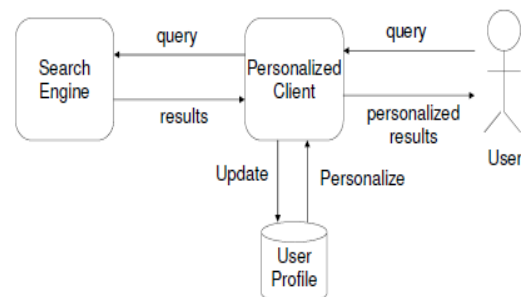 query
query
Search
Engine
Personalized
Client
results
personalized
results
User
Update
Personalize
User
Profile